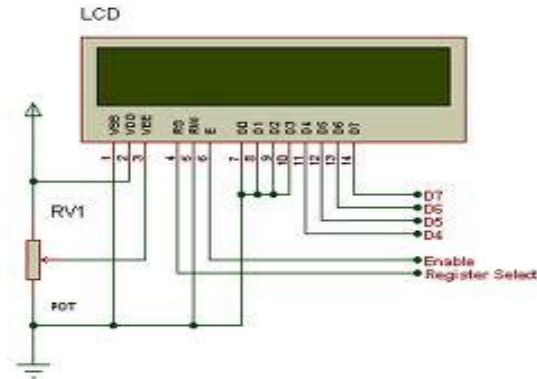 LCD
VSS VDD VEE RS RW E D0 D1 D2 D3 D4 D5 D6 D7
1 2 3 4 5 6 7 8 9 10 11 12 13 14
RV1
POT
D7
D6
D5
D4
Enable
Register Select